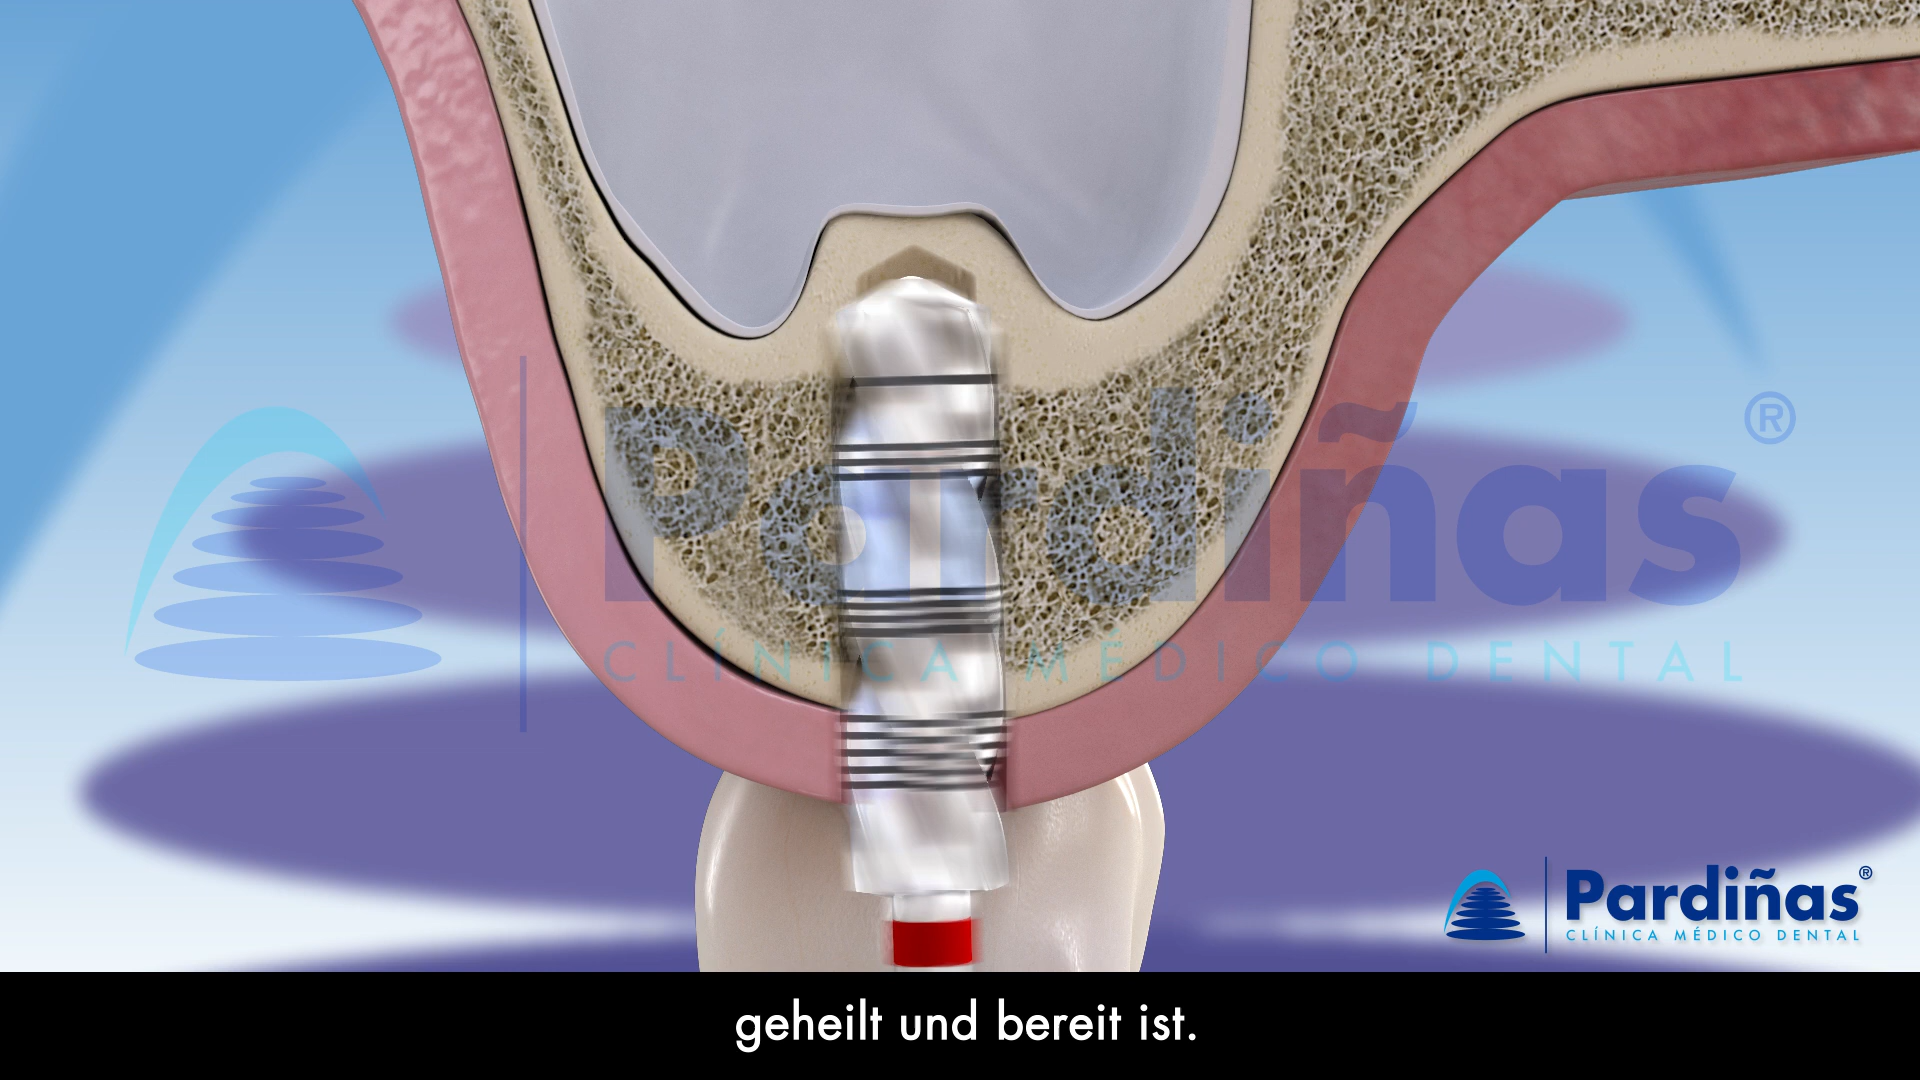 Pardiñas®
CLÍNICA MÉDICO DENTAL
Pardiñas®
CLÍNICA MÉDICO DENTAL
geheilt und bereit ist.